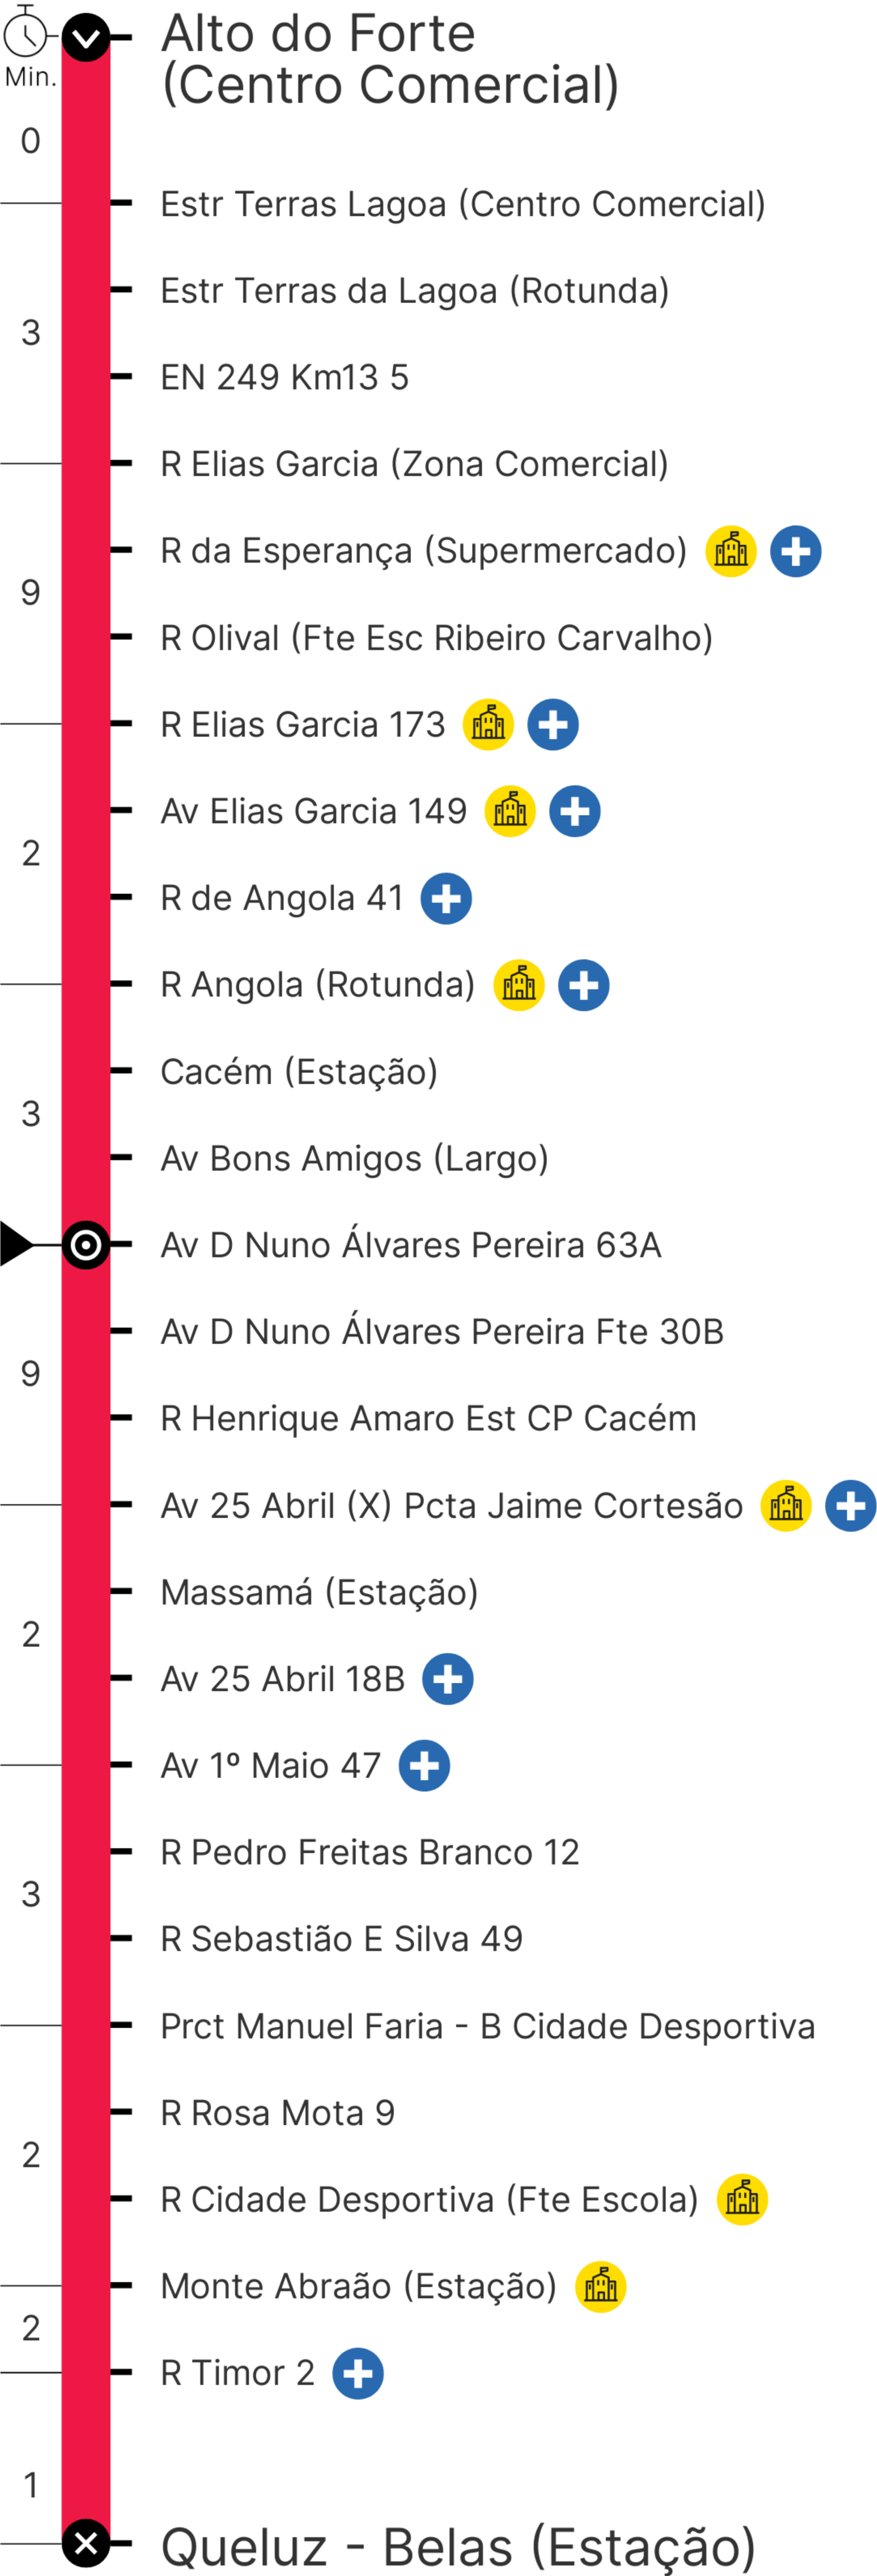 Min.
Alto do Forte
(Centro Comercial)
0
Estr Terras Lagoa (Centro Comercial)
Estr Terras da Lagoa (Rotunda)
3
EN 249 Km13 5
R Elias Garcia (Zona Comercial)
R da Esperança (Supermercado)
9
R Olival (Fte Esc Ribeiro Carvalho)
R Elias Garcia 173
Av Elias Garcia 149
2
R de Angola 41
R Angola (Rotunda)
Cacém (Estação)
3
Av Bons Amigos (Largo)
Av D Nuno Álvares Pereira 63A
Av D Nuno Álvares Pereira Fte 30B
9
R Henrique Amaro Est CP Cacém
Av 25 Abril (X) Pcta Jaime Cortesão
Massamá (Estação)
2
Av 25 Abril 18B
Av 1º Maio 47
R Pedro Freitas Branco 12
3
R Sebastião E Silva 49
Prct Manuel Faria - B Cidade Desportiva
R Rosa Mota 9
2
R Cidade Desportiva (Fte Escola)
Monte Abraão (Estação)
2
R Timor 2
1
Queluz - Belas (Estação)